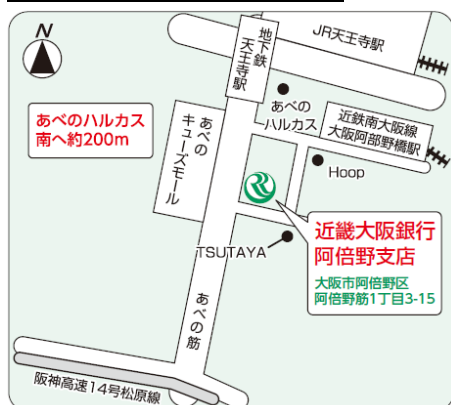 N
JR天王寺駅
地下鉄
天王寺駅
あべの
ハルカス
あべのハルカス
南へ約200m
近鉄南大阪線
大阪阿部野橋駅
あべの
キューズモール
Hoop
近畿大阪銀行
阿倍野支店
大阪市阿倍野区
阿倍野筋1丁目3-15
TSUTAYA
あべの筋
阪神高速14号松原線